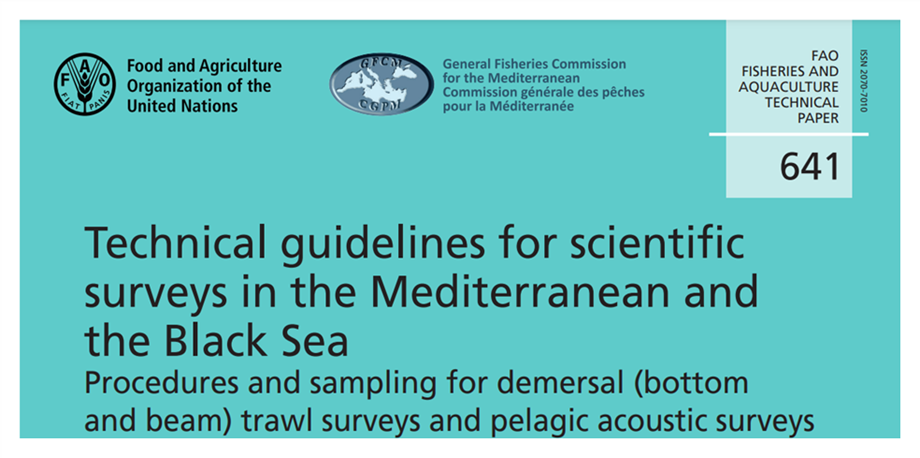 F A O
FIAT PANIS
Food and Agriculture
Organization of the
United Nations
GFCM
CGPM
General Fisheries Commission
for the Mediterranean
Commission générale des pêches
pour la Méditerranée
FAO
FISHERIES AND
AQUACULTURE
TECHNICAL
PAPER
641
ISSN 2070-7010
Technical guidelines for scientific
surveys in the Mediterranean and
the Black Sea
Procedures and sampling for demersal (bottom
and beam) trawl surveys and pelagic acoustic surveys